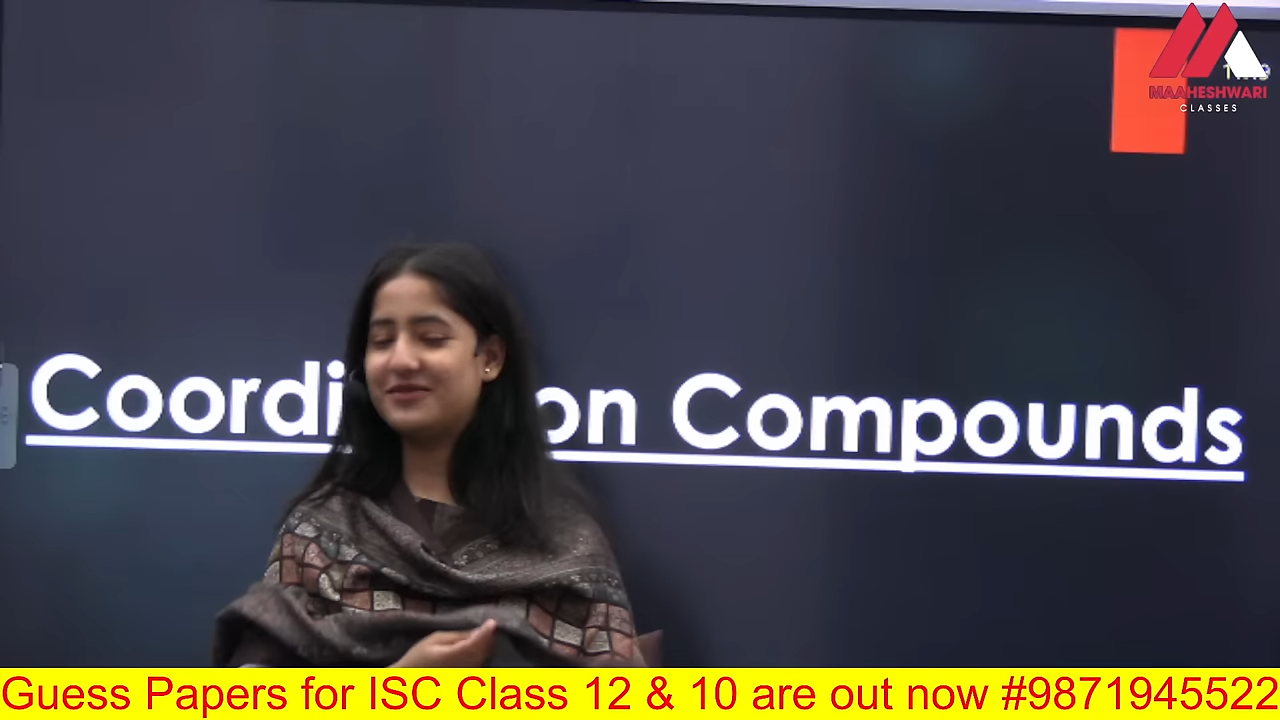 MAAHESHWARI
CLASSES
Coordi on Compounds
Guess Papers for ISC Class 12 & 10 are out now #9871945522